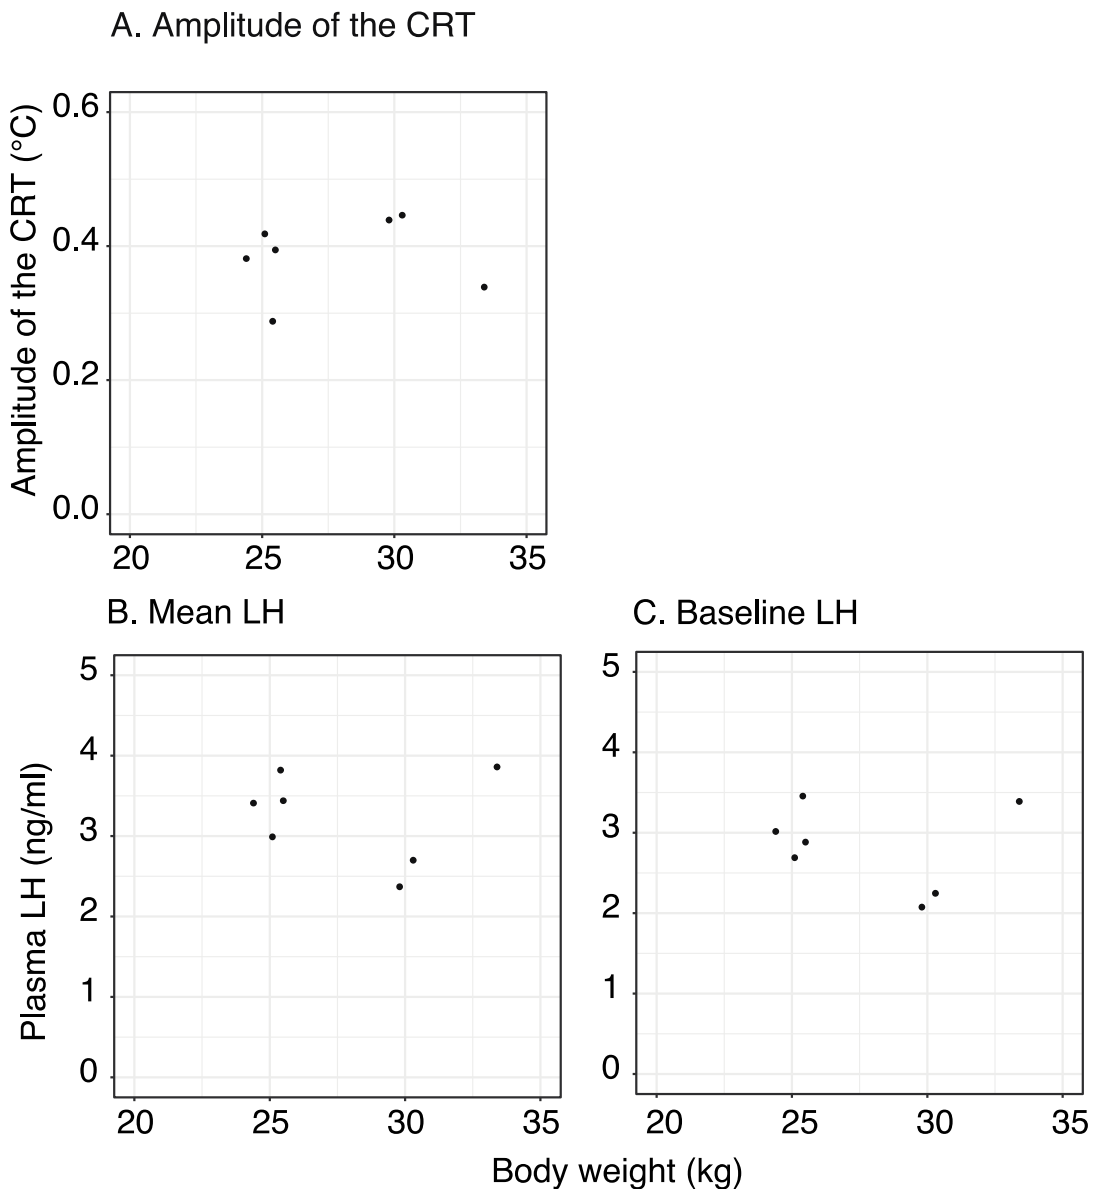 A. Amplitude of the CRT
Amplitude of the CRT (°C)
0.6
0.4
0.2
0.0
20 25 30 35
B. Mean LH
C. Baseline LH
Plasma LH (ng/ml)
5
4
3
2
1
0
20 25 30 35
5
4
3
2
1
0
20 25 30 35
Body weight (kg)